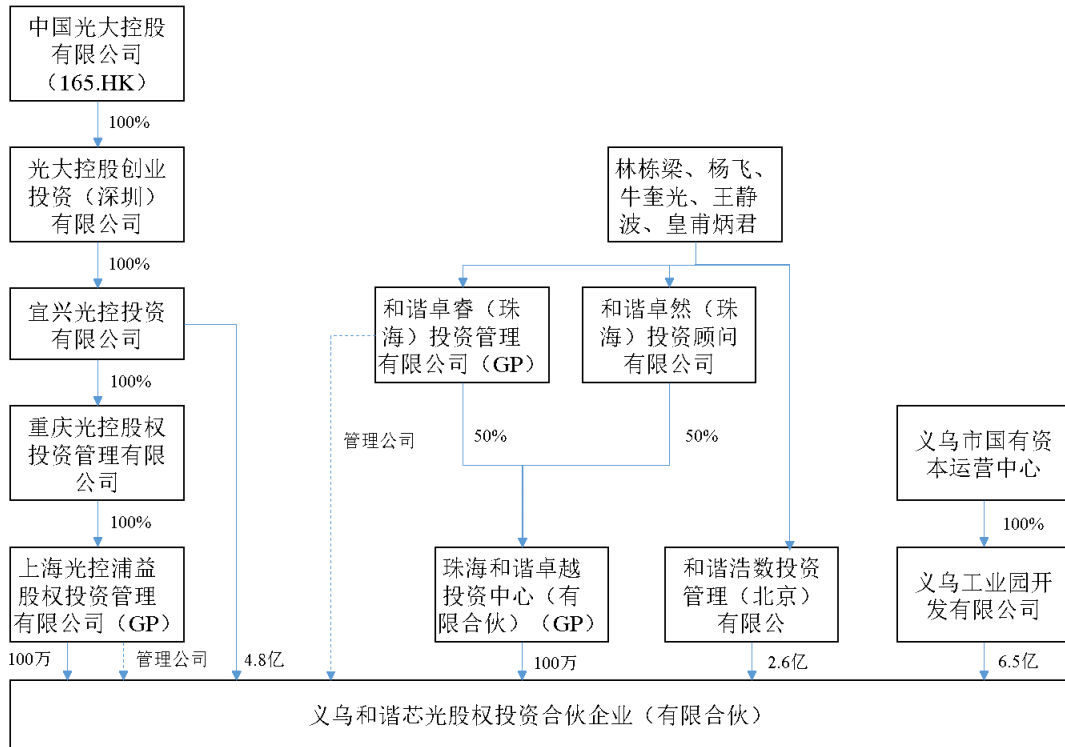 中国光大控股
有限公司
（165.HK）
100%
光大控股创业
投资（深圳）
有限公司
100%
宜兴光控投资
有限公司
100%
重庆光控股权
投资管理有限
公司
100%
上海光控浦益
股权投资管理
有限公司（GP）
100万
管理公司
4.8亿
林栋梁、杨飞、
牛奎光、王静
波、皇甫炳君
和谐卓睿（珠
海）投资管理
有限公司（GP）
和谐卓然（珠
海）投资顾问
有限公司
管理公司
50%
50%
珠海和谐卓越
投资中心（有
限合伙）（GP）
100万
和谐浩数投资
管理（北京）
有限公
2.6亿
义乌市国有资
本运营中心
100%
义乌工业园开
发有限公司
6.5亿
义乌和谐芯光股权投资合伙企业（有限合伙）